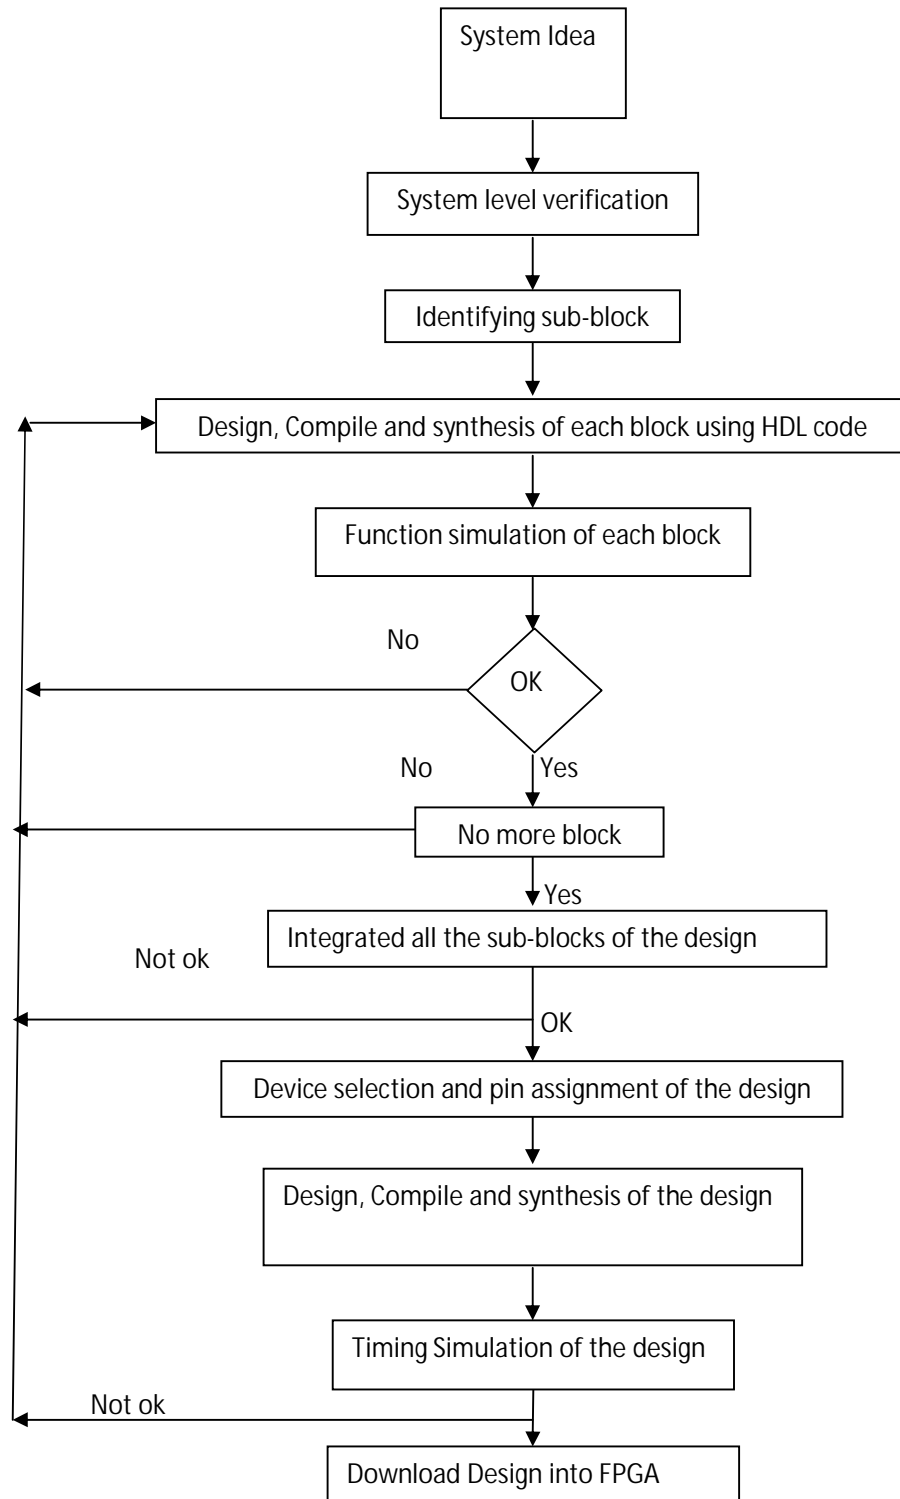 System Idea
System level verification
Identifying sub-block
Design, Compile and synthesis of each block using HDL code
Function simulation of each block
No
OK
No
Yes
No more block
Yes
Integrated all the sub-blocks of the design
Not ok
OK
Device selection and pin assignment of the design
Design, Compile and synthesis of the design
Timing Simulation of the design
Not ok
Download Design into FPGA